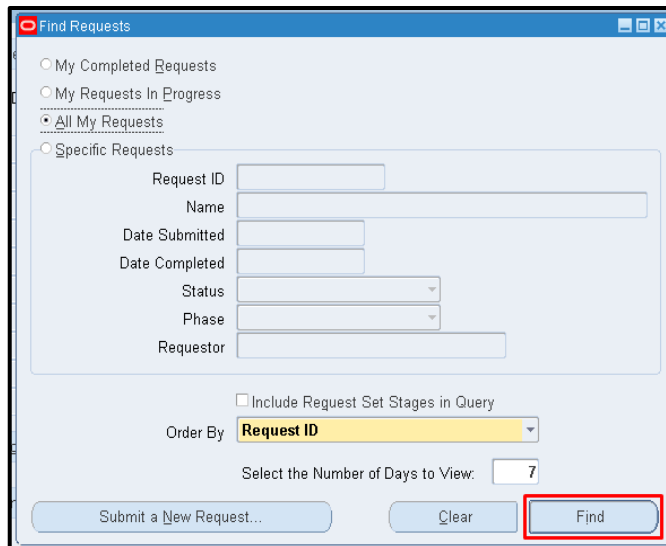 Find Requests
My Completed Requests
My Requests In Progress
All My Requests
Specific Requests
Request ID
Name
Date Submitted
Date Completed
Status
Phase
Requestor
Include Request Set Stages in Query
Order By Request ID
Select the Number of Days to View: 7
Submit a New Request... Clear Find